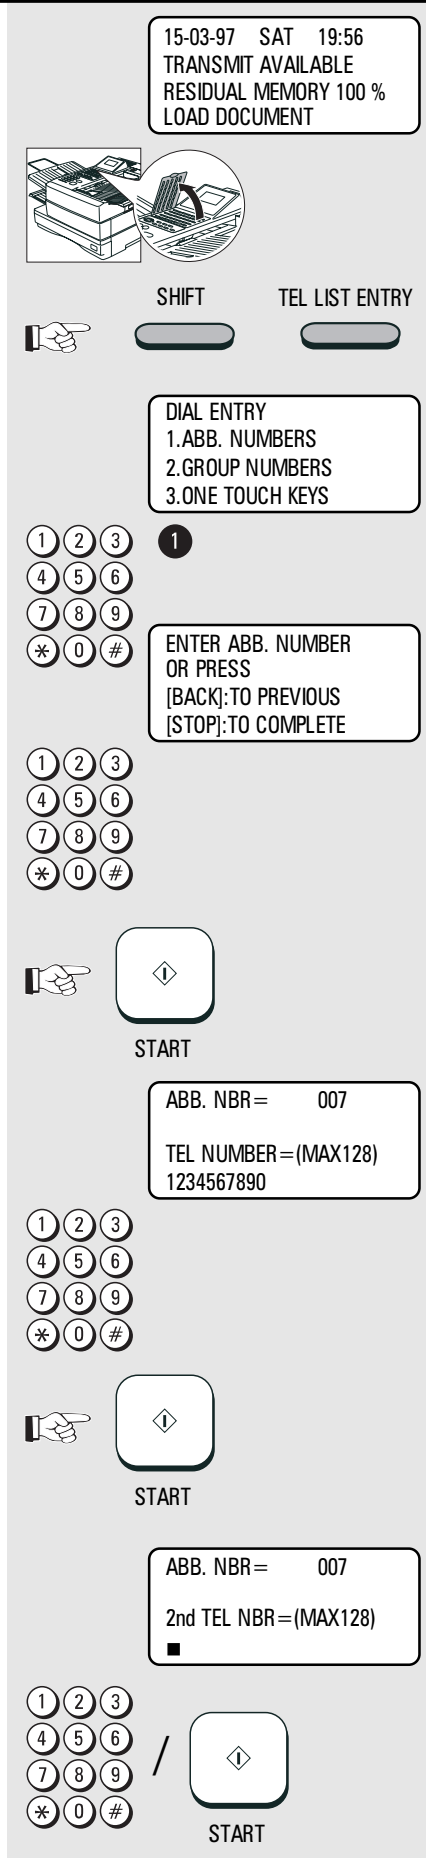 15-03-97 SAT 19:56
TRANSMIT AVAILABLE
RESIDUAL MEMORY 100 %
LOAD DOCUMENT
SHIFT TEL LIST ENTRY
DIAL ENTRY
1.ABB. NUMBERS
2.GROUP NUMBERS
3.ONE TOUCH KEYS
1 2 3 1
4 5 6
7 8 9
* 0 #
ENTER ABB. NUMBER
OR PRESS
[BACK]:TO PREVIOUS
[STOP]:TO COMPLETE
1 2 3
4 5 6
7 8 9
* 0 #
START
ABB. NBR= 007
TEL NUMBER=(MAX128)
1234567890
1 2 3
4 5 6
7 8 9
* 0 #
START
ABB. NBR= 007
2nd TEL NBR=(MAX128)
■
1 2 3
4 5 6
7 8 9
* 0 #
/
START